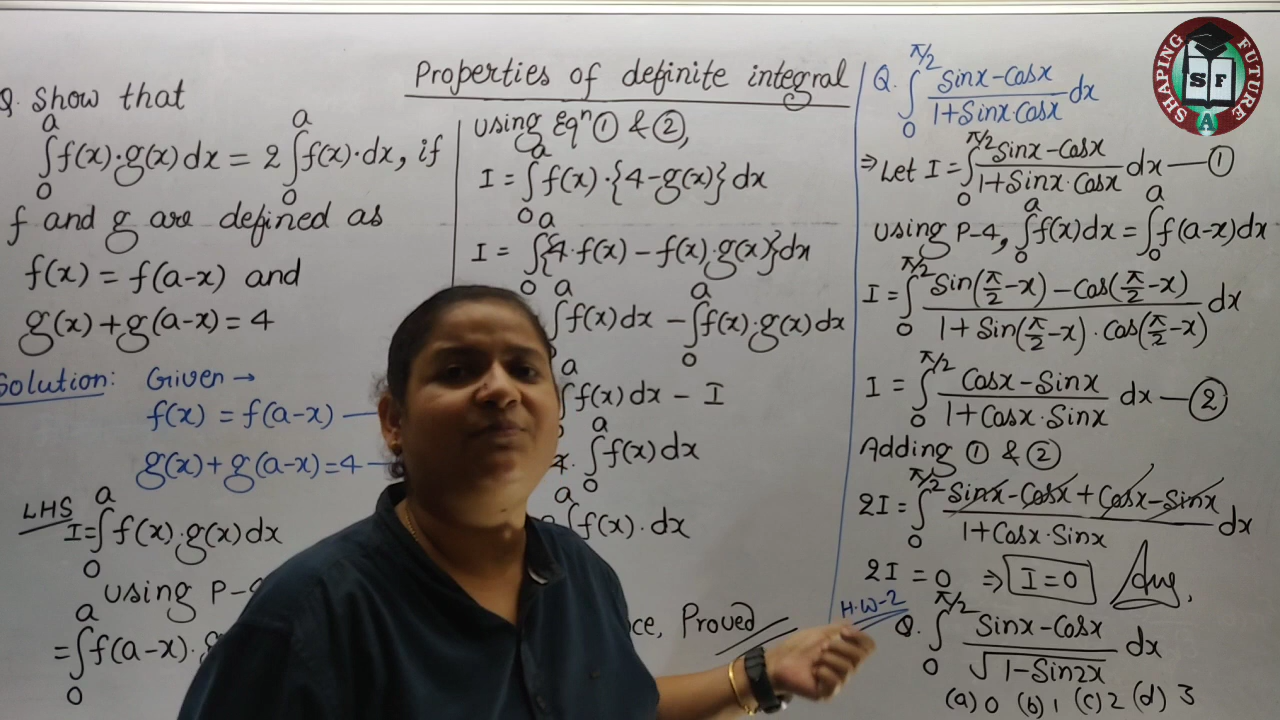 Properties of definite integral
Q. Show that
∫₀ᵃ f(x)·g(x) dx = 2 ∫₀ᵃ f(x)·dx, if
f and g are defined as
f(x) = f(a-x) and
g(x)+g(a-x) = 4
Solution: Given →
f(x) = f(a-x) —
g(x)+g(a-x)=4 —
LHS
I = ∫₀ᵃ f(x)·g(x) dx
using P-
= ∫₀ᵃ f(a-x)·
using Eqⁿ ① & ②,
I = ∫₀ᵃ f(x)·{4-g(x)} dx
I = ∫₀ᵃ {4·f(x) - f(x)·g(x)} dx
∫₀ᵃ f(x) dx - ∫₀ᵃ f(x)·g(x) dx
∫₀ᵃ f(x) dx - I
4. ∫₀ᵃ f(x) dx
∫ᵃ f(x)·dx
Proved
Q. ∫₀^π/2 (Sinx-Cosx)/(1+Sinx·Cosx) dx
⇒ Let I = ∫₀^π/2 (Sinx-Cosx)/(1+Sinx·Cosx) dx — ①
using P-4, ∫₀ᵃ f(x) dx = ∫₀ᵃ f(a-x) dx
I = ∫₀^π/2 (Sin(π/2-x) - Cos(π/2-x))/(1+Sin(π/2-x)·Cos(π/2-x)) dx
I = ∫₀^π/2 (Cosx-Sinx)/(1+Cosx·Sinx) dx — ②
Adding ① & ②
2I = ∫₀^π/2 (Sinx-Cosx+Cosx-Sinx)/(1+Cosx·Sinx) dx
2I = 0 ⇒ I = 0 Ans.
H.W-2
Q. ∫₀^π/2 (Sinx-Cosx)/√(1-Sin2x) dx
(a) 0 (b) 1 (c) 2 (d) 3
SHAPING FUTURE
SF
A